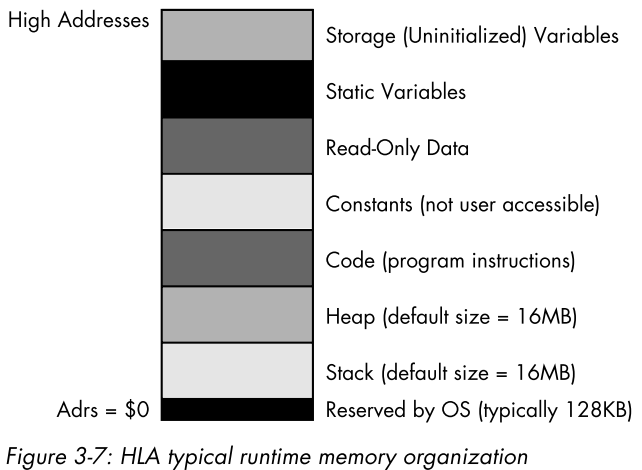 High Addresses
Storage (Uninitialized) Variables
Static Variables
Read-Only Data
Constants (not user accessible)
Code (program instructions)
Heap (default size = 16MB)
Stack (default size = 16MB)
Adrs = $0
Reserved by OS (typically 128KB)
Figure 3-7: HLA typical runtime memory organization